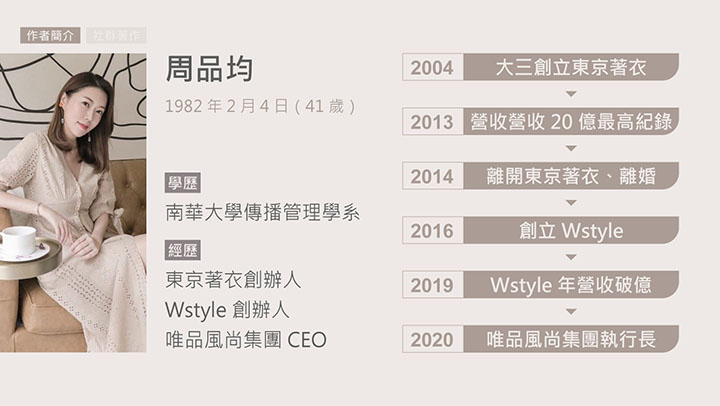 作者簡介
社群著作
周品均
1982 年 2 月 4 日 ( 41 歲 )
學歷
南華大學傳播管理學系
經歷
東京著衣創辦人
Wstyle 創辦人
唯品風尚集團 CEO
2004 大三創立東京著衣
2013 營收營收 20 億最高紀錄
2014 離開東京著衣、離婚
2016 創立 Wstyle
2019 Wstyle 年營收破億
2020 唯品風尚集團執行長